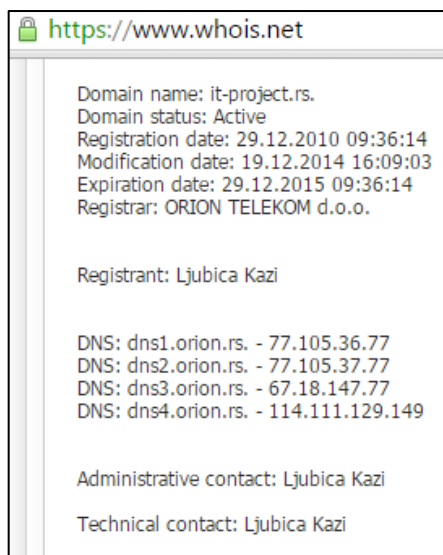 https://www.whois.net
Domain name: it-project.rs.
Domain status: Active
Registration date: 29.12.2010 09:36:14
Modification date: 19.12.2014 16:09:03
Expiration date: 29.12.2015 09:36:14
Registrar: ORION TELEKOM d.o.o.
Registrant: Ljubica Kazi
DNS: dns1.orion.rs. - 77.105.36.77
DNS: dns2.orion.rs. - 77.105.37.77
DNS: dns3.orion.rs. - 67.18.147.77
DNS: dns4.orion.rs. - 114.111.129.149
Administrative contact: Ljubica Kazi
Technical contact: Ljubica Kazi